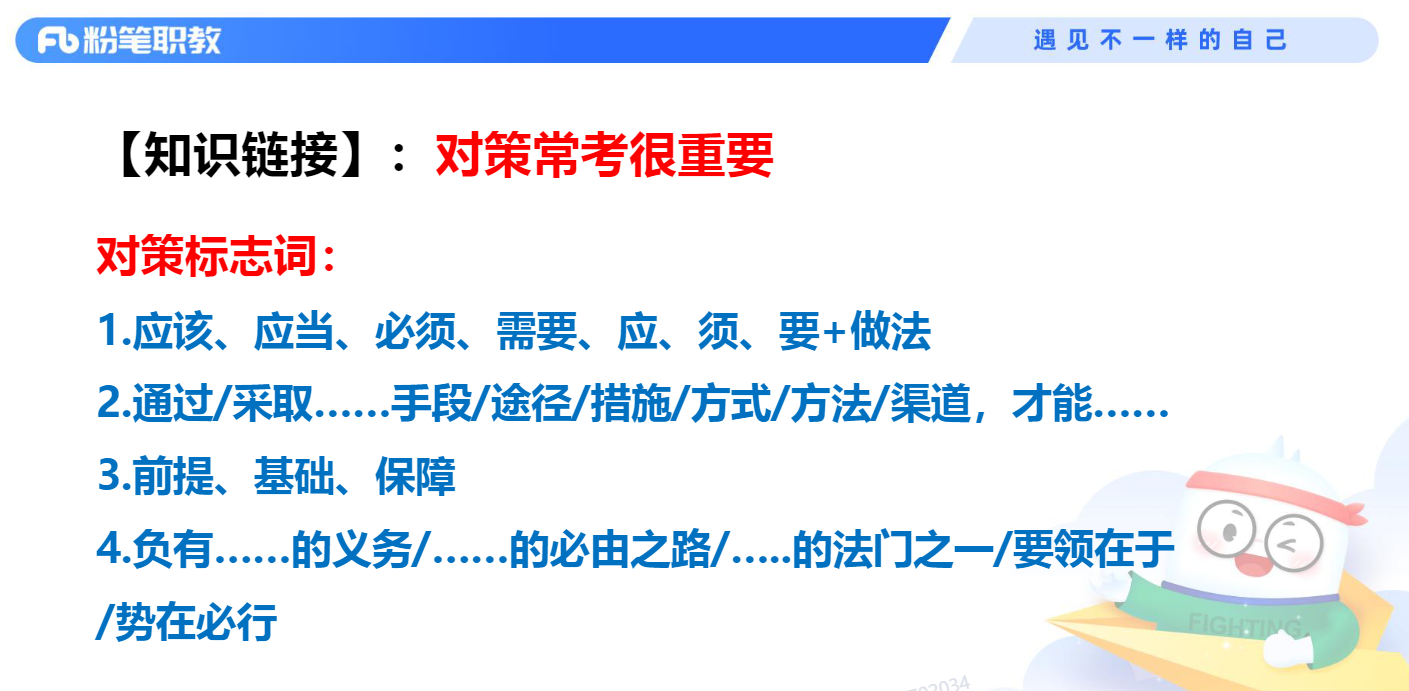 粉笔职教
遇见不一样的自己
【知识链接】：对策常考很重要
对策标志词：
1.应该、应当、必须、需要、应、须、要+做法
2.通过/采取……手段/途径/措施/方式/方法/渠道，才能……
3.前提、基础、保障
4.负有……的义务/……的必由之路/…..的法门之一/要领在于
/势在必行
FIGHTING